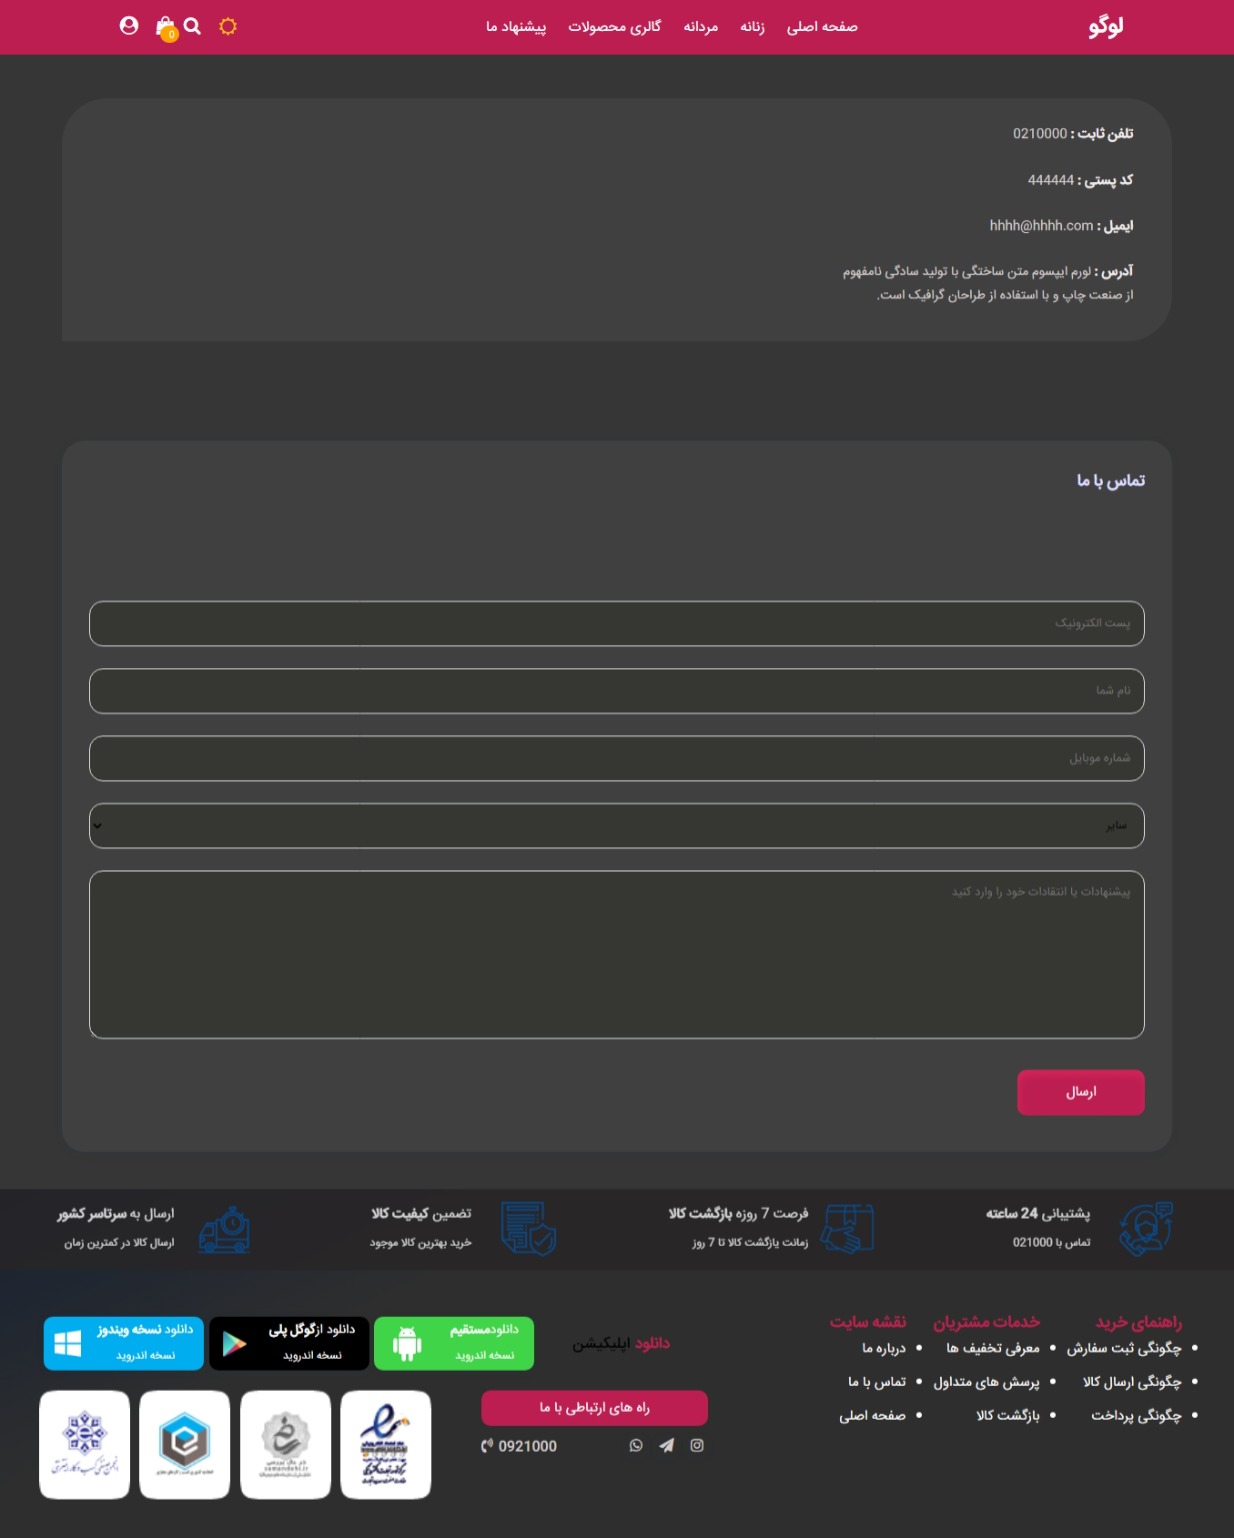 لوگو
صفحه اصلی
زنانه
مردانه
گالری محصولات
پیشنهاد ما
0
تلفن ثابت : 0210000
کد پستی : 444444
ایمیل : hhhh@hhhh.com
آدرس : لورم ایپسوم متن ساختگی با تولید سادگی نامفهوم
از صنعت چاپ و با استفاده از طراحان گرافیک است.
تماس با ما
پست الکترونیک
نام شما
شماره موبایل
سایر
پیشنهادات یا انتقادات خود را وارد کنید
ارسال
پشتیبانی 24 ساعته
تماس با 021000
فرصت 7 روزه بازگشت کالا
زمانت یازگشت کالا تا 7 روز
تضمین کیفیت کالا
خرید بهترین کالا موجود
ارسال به سرتاسر کشور
ارسال کالا در کمترین زمان
راهنمای خرید
چگونگی ثبت سفارش
چگونگی ارسال کالا
چگونگی پرداخت
خدمات مشتریان
معرفی تخفیف ها
پرسش های متداول
بازگشت کالا
نقشه سایت
درباره ما
تماس با ما
صفحه اصلی
دانلود اپلیکیشن
دانلودمستقیم
نسخه اندروید
دانلود ازگوگل پلی
نسخه اندروید
دانلود نسخه ویندوز
نسخه اندروید
راه های ارتباطی با ما
0921000
samandehi.ir